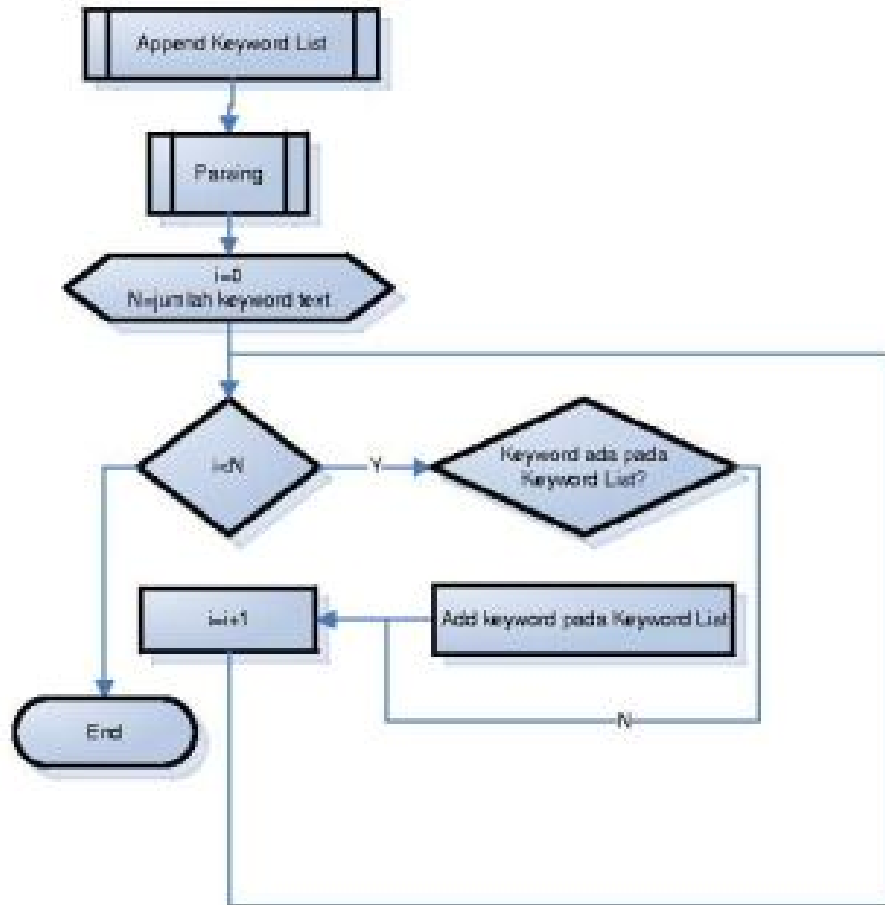 Append Keyword List
Parsing
i=0
N=jumlah keyword text
i<N
Y
Keyword ada pada
Keyword List?
i=i+1
Add keyword pada Keyword List
N
End